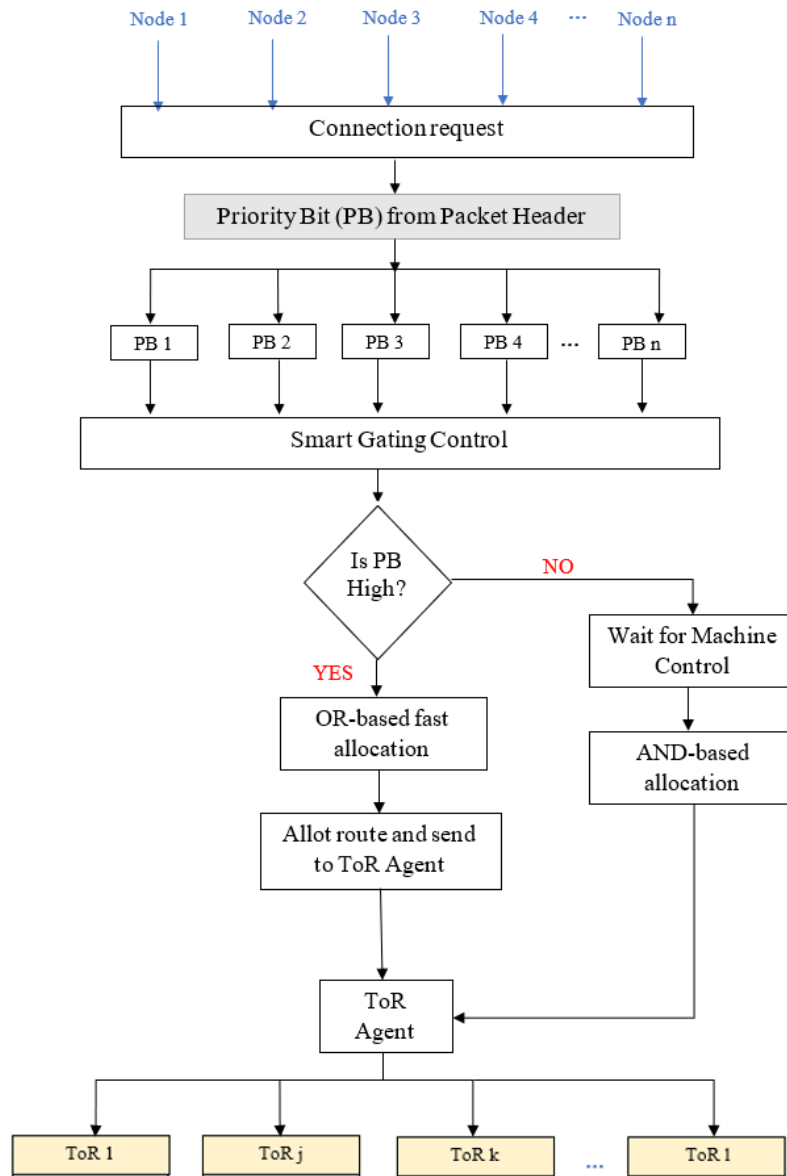 Node 1 Node 2 Node 3 Node 4 ... Node n
Connection request
Priority Bit (PB) from Packet Header
PB 1 PB 2 PB 3 PB 4 ... PB n
Smart Gating Control
Is PB
High?
NO
YES
Wait for Machine
Control
OR-based fast
allocation
AND-based
allocation
Allot route and send
to ToR Agent
ToR
Agent
ToR 1 ToR j ToR k ... ToR l